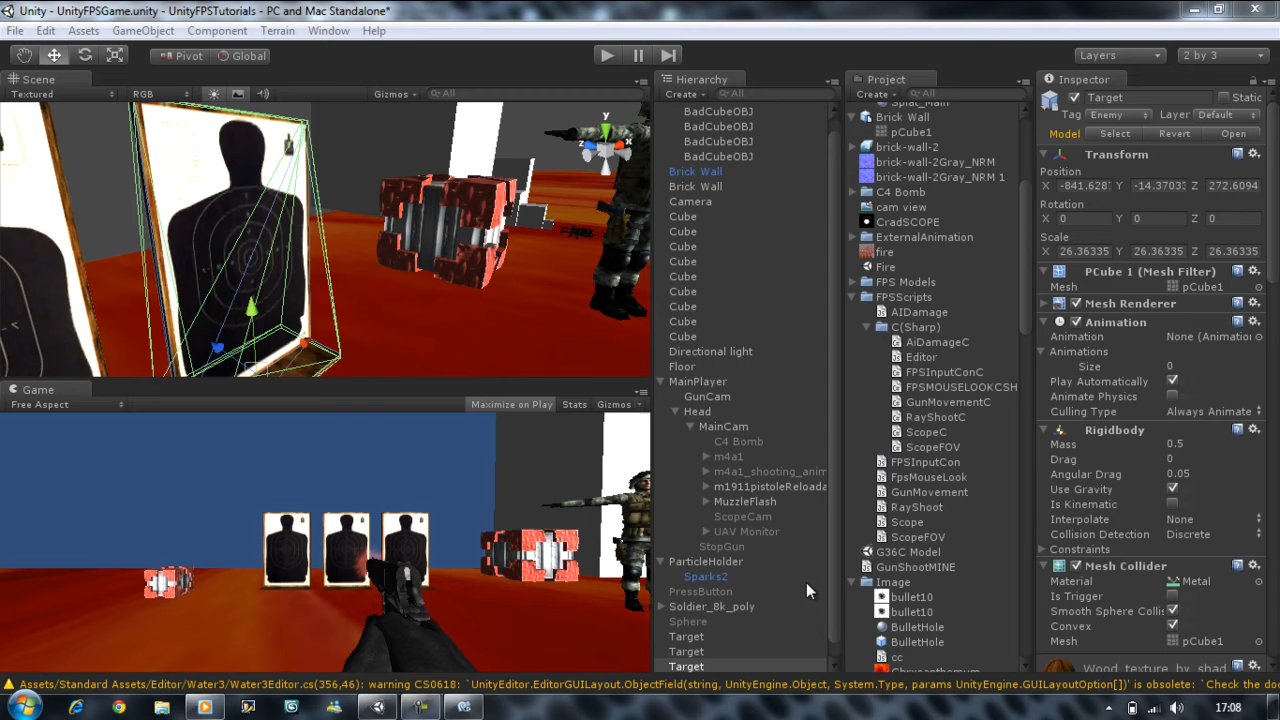 Unity - UnityFPSGame.unity - UnityFPSTutorials - PC and Mac Standalone*
File Edit Assets GameObject Component Terrain Window Help
Pivot Global Layers 2 by 3
Scene
Textured RGB Gizmos All
Hierarchy
Create All
BadCubeOBJ
BadCubeOBJ
BadCubeOBJ
BadCubeOBJ
Brick Wall
Brick Wall
Camera
Cube
Cube
Cube
Cube
Cube
Cube
Cube
Cube
Cube
Directional light
Floor
MainPlayer
GunCam
Head
MainCam
C4 Bomb
m4a1
m4a1_shooting_anim
m1911pistoleReloada
MuzzleFlash
ScopeCam
UAV Monitor
StopGun
ParticleHolder
Sparks2
PressButton
Soldier_8k_poly
Sphere
Target
Target
Target
Project
Create All
Splat_Main
Brick Wall
pCube1
brick-wall-2
brick-wall-2Gray_NRM
brick-wall-2Gray_NRM 1
C4 Bomb
cam view
CradSCOPE
ExternalAnimation
fire
Fire
FPS Models
FPSScripts
AIDamage
C(Sharp)
AiDamageC
Editor
FPSInputConC
FPSMOUSELOOKCSH
GunMovementC
RayShootC
ScopeC
ScopeFOV
FPSInputCon
FpsMouseLook
GunMovement
RayShoot
Scope
ScopeFOV
G36C Model
GunShootMINE
Image
bullet10
bullet10
BulletHole
BulletHole
cc
Chrysanthemum
Inspector
Target Static
Tag Enemy Layer Default
Model Select Revert Open
Transform
Position
X -841.628 Y -14.3703 Z 272.6094
Rotation
X 0 Y 0 Z 0
Scale
X 26.36335 Y 26.36335 Z 26.36335
PCube 1 (Mesh Filter)
Mesh pCube1
Mesh Renderer
Animation
Animation None (Animation
Animations
Size 0
Play Automatically
Animate Physics
Culling Type Always Animate
Rigidbody
Mass 0.5
Drag 0
Angular Drag 0.05
Use Gravity
Is Kinematic
Interpolate None
Collision Detection Discrete
Constraints
Mesh Collider
Material Metal
Is Trigger
Smooth Sphere Collis
Convex
Mesh pCube1
Wood_texture_by_shad
Game
Free Aspect Maximize on Play Stats Gizmos
y
x
z
Assets/Standard Assets/Editor/Water3/Water3Editor.cs(356,46): warning CS0618: `UnityEditor.EditorGUILayout.ObjectField(string, UnityEngine.Object, System.Type, params UnityEngine.GUILayoutOption[])' is obsolete: `Check the do
17:08